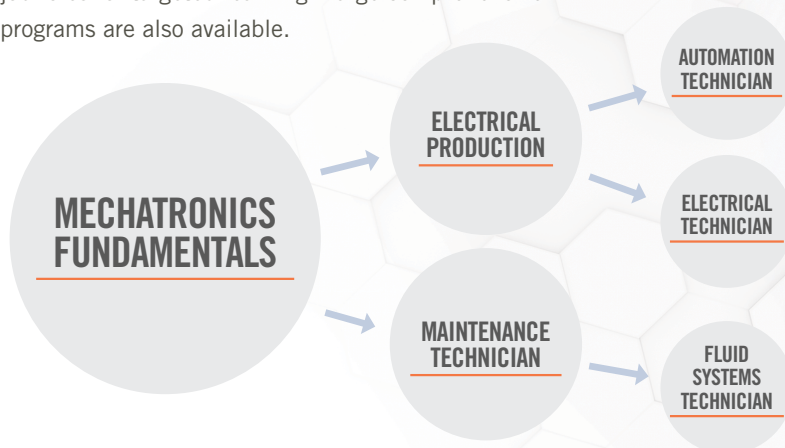 programs are also available.
MECHATRONICS
FUNDAMENTALS
ELECTRICAL
PRODUCTION
MAINTENANCE
TECHNICIAN
AUTOMATION
TECHNICIAN
ELECTRICAL
TECHNICIAN
FLUID
SYSTEMS
TECHNICIAN